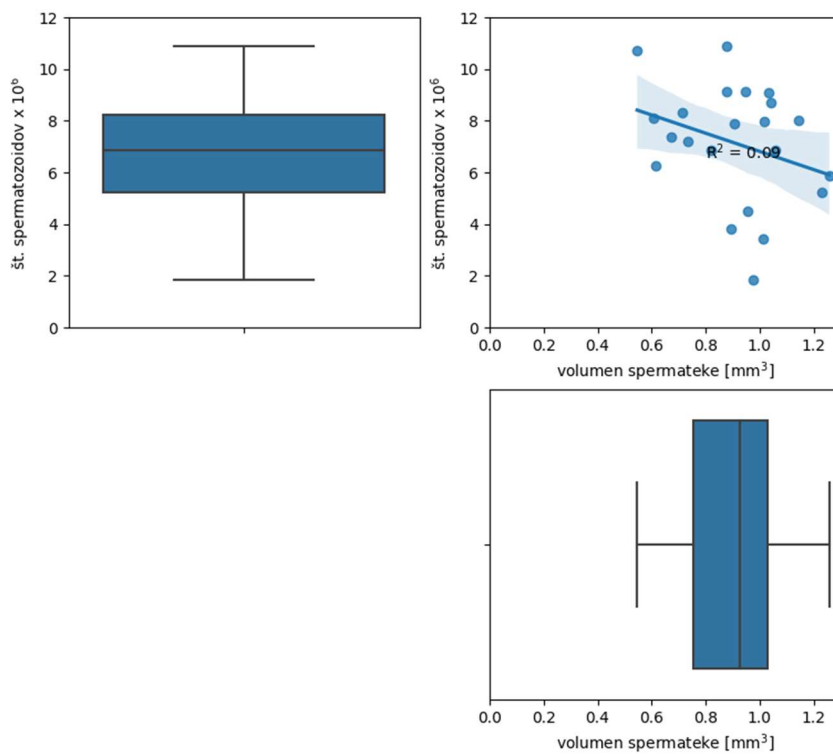 12
10
8
6
4
2
0
št. spermatozoidov x 10⁶
12
10
8
6
4
2
0
št. spermatozoidov x 10⁶
R² = 0.09
0.0 0.2 0.4 0.6 0.8 1.0 1.2
volumen spermateke [mm³]
0.0 0.2 0.4 0.6 0.8 1.0 1.2
volumen spermateke [mm³]